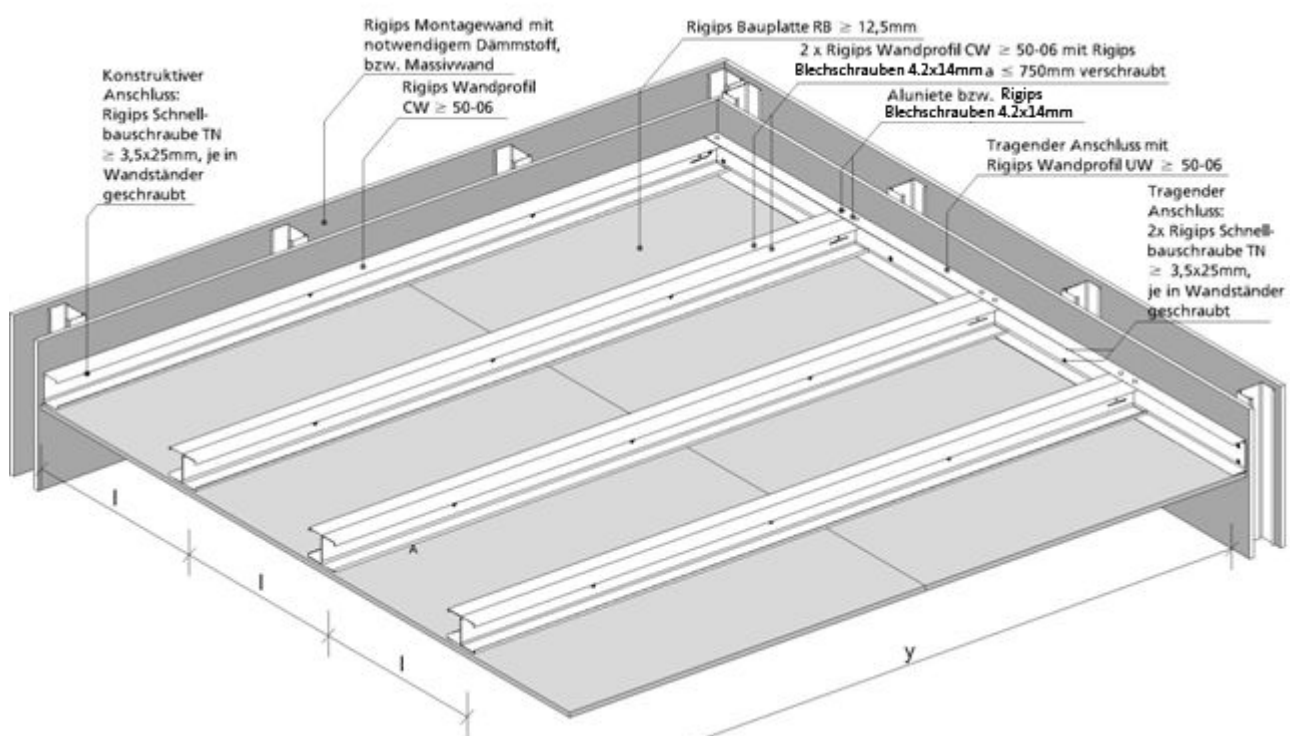 Rigips Montagewand mit
notwendigem Dämmstoff,
bzw. Massivwand
Rigips Bauplatte RB ≥ 12,5mm
2 x Rigips Wandprofil CW ≥ 50-06 mit Rigips
Blechschrauben 4.2x14mm a ≤ 750mm verschraubt
Konstruktiver
Anschluss:
Rigips Schnell-
bauschraube TN
≥ 3,5x25mm, je in
Wandständer
geschraubt
Rigips Wandprofil
CW ≥ 50-06
Aluniete bzw. Rigips
Blechschrauben 4.2x14mm
Tragender Anschluss mit
Rigips Wandprofil UW ≥ 50-06
Tragender
Anschluss:
2x Rigips Schnell-
bauschraube TN
≥ 3,5x25mm,
je in Wandständer
geschraubt
l
l
l
A
y